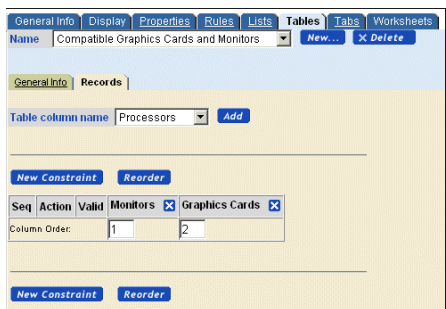 General Info Display Properties Rules Lists Tables Tabs Worksheets
Name Compatible Graphics Cards and Monitors New... X Delete
General Info Records
Table column name Processors Add
New Constraint Reorder
Seq Action Valid Monitors X Graphics Cards X
Column Order: 1 2
New Constraint Reorder